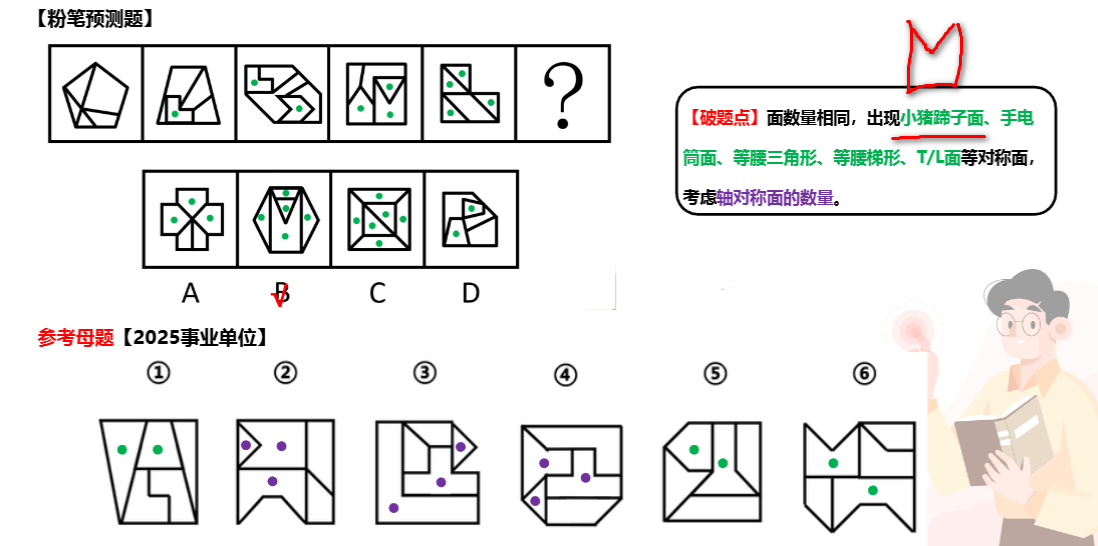 【粉笔预测题】
?
【破题点】面数量相同，出现小猪蹄子面、手电
筒面、等腰三角形、等腰梯形、T/L面等对称面，
考虑轴对称面的数量。
A B C D
参考母题【2025事业单位】
① ② ③ ④ ⑤ ⑥